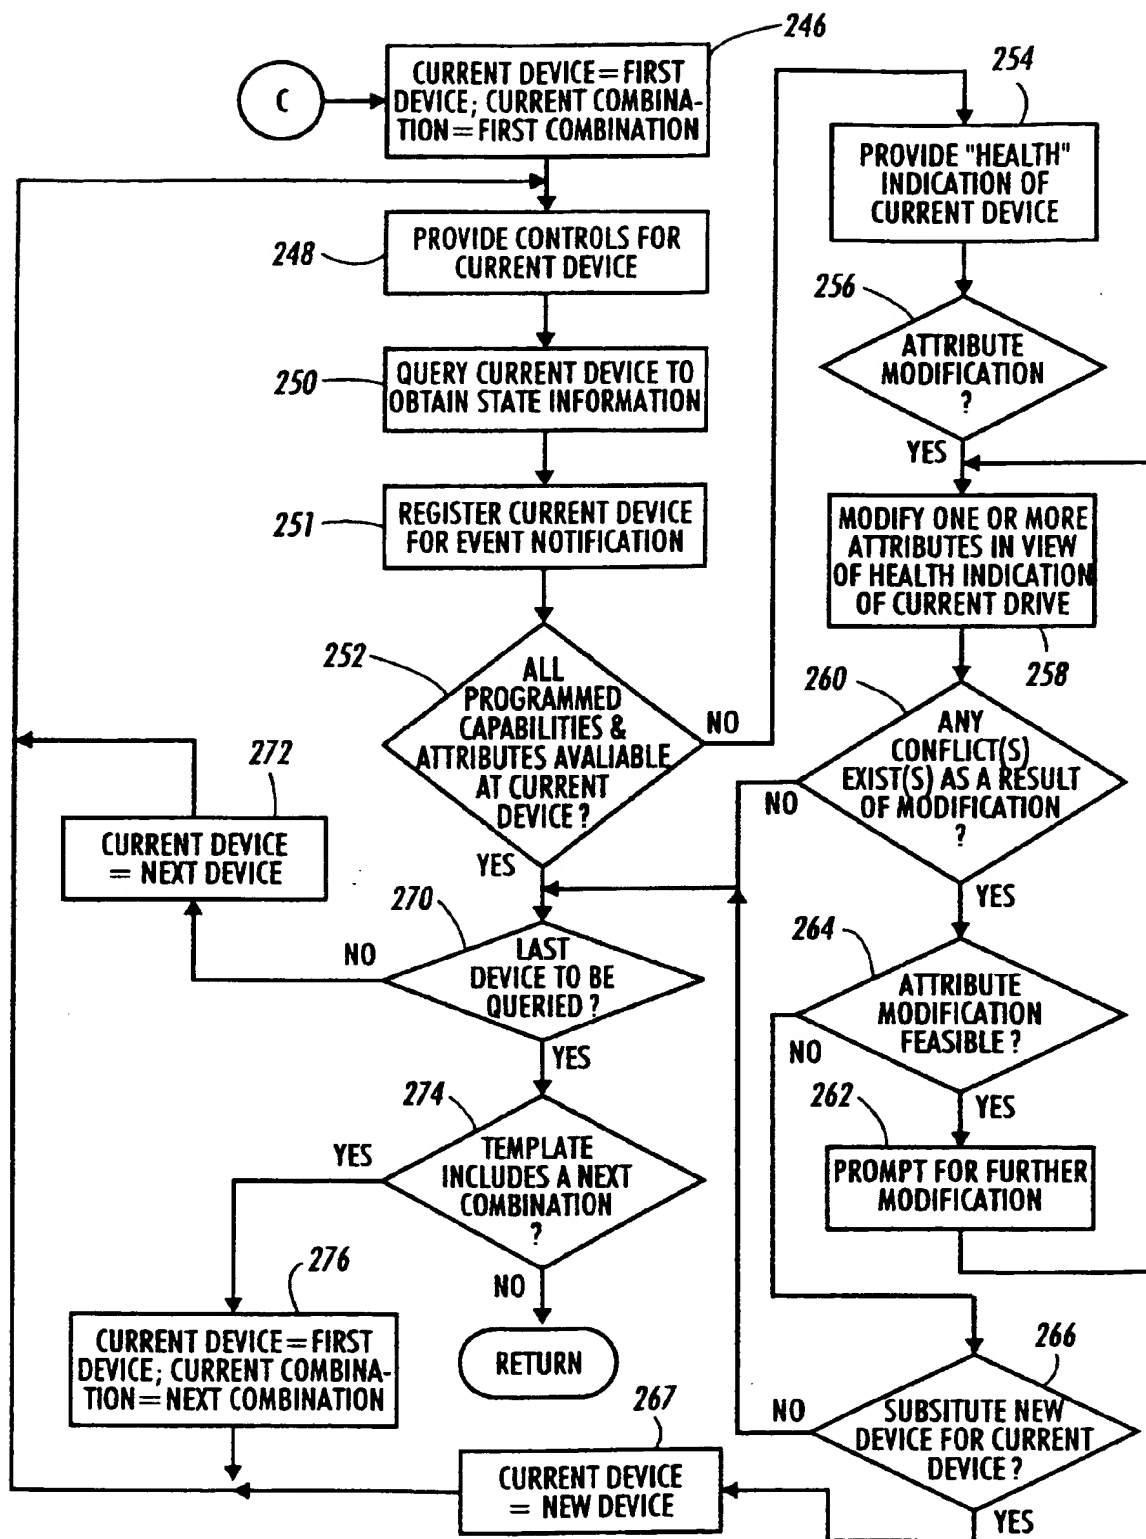 246
C
CURRENT DEVICE = FIRST
DEVICE; CURRENT COMBINA-
TION = FIRST COMBINATION
254
PROVIDE "HEALTH"
INDICATION OF
CURRENT DEVICE
248
PROVIDE CONTROLS FOR
CURRENT DEVICE
256
ATTRIBUTE
MODIFICATION
?
YES
250
QUERY CURRENT DEVICE TO
OBTAIN STATE INFORMATION
251
REGISTER CURRENT DEVICE
FOR EVENT NOTIFICATION
MODIFY ONE OR MORE
ATTRIBUTES IN VIEW
OF HEALTH INDICATION
OF CURRENT DRIVE
258
252
ALL
PROGRAMMED
CAPABILITIES &
ATTRIBUTES AVALIABLE
AT CURRENT
DEVICE ?
NO
YES
260
ANY
CONFLICT(S)
EXIST(S) AS A RESULT
OF MODIFICATION
?
NO
YES
272
CURRENT DEVICE
= NEXT DEVICE
270
LAST
DEVICE TO BE
QUERIED ?
NO
YES
264
ATTRIBUTE
MODIFICATION
FEASIBLE ?
NO
YES
274
TEMPLATE
INCLUDES A NEXT
COMBINATION
?
YES
NO
262
PROMPT FOR FURTHER
MODIFICATION
276
CURRENT DEVICE = FIRST
DEVICE; CURRENT COMBINA-
TION = NEXT COMBINATION
RETURN
266
SUBSITUTE NEW
DEVICE FOR CURRENT
DEVICE ?
NO
YES
267
CURRENT DEVICE
= NEW DEVICE